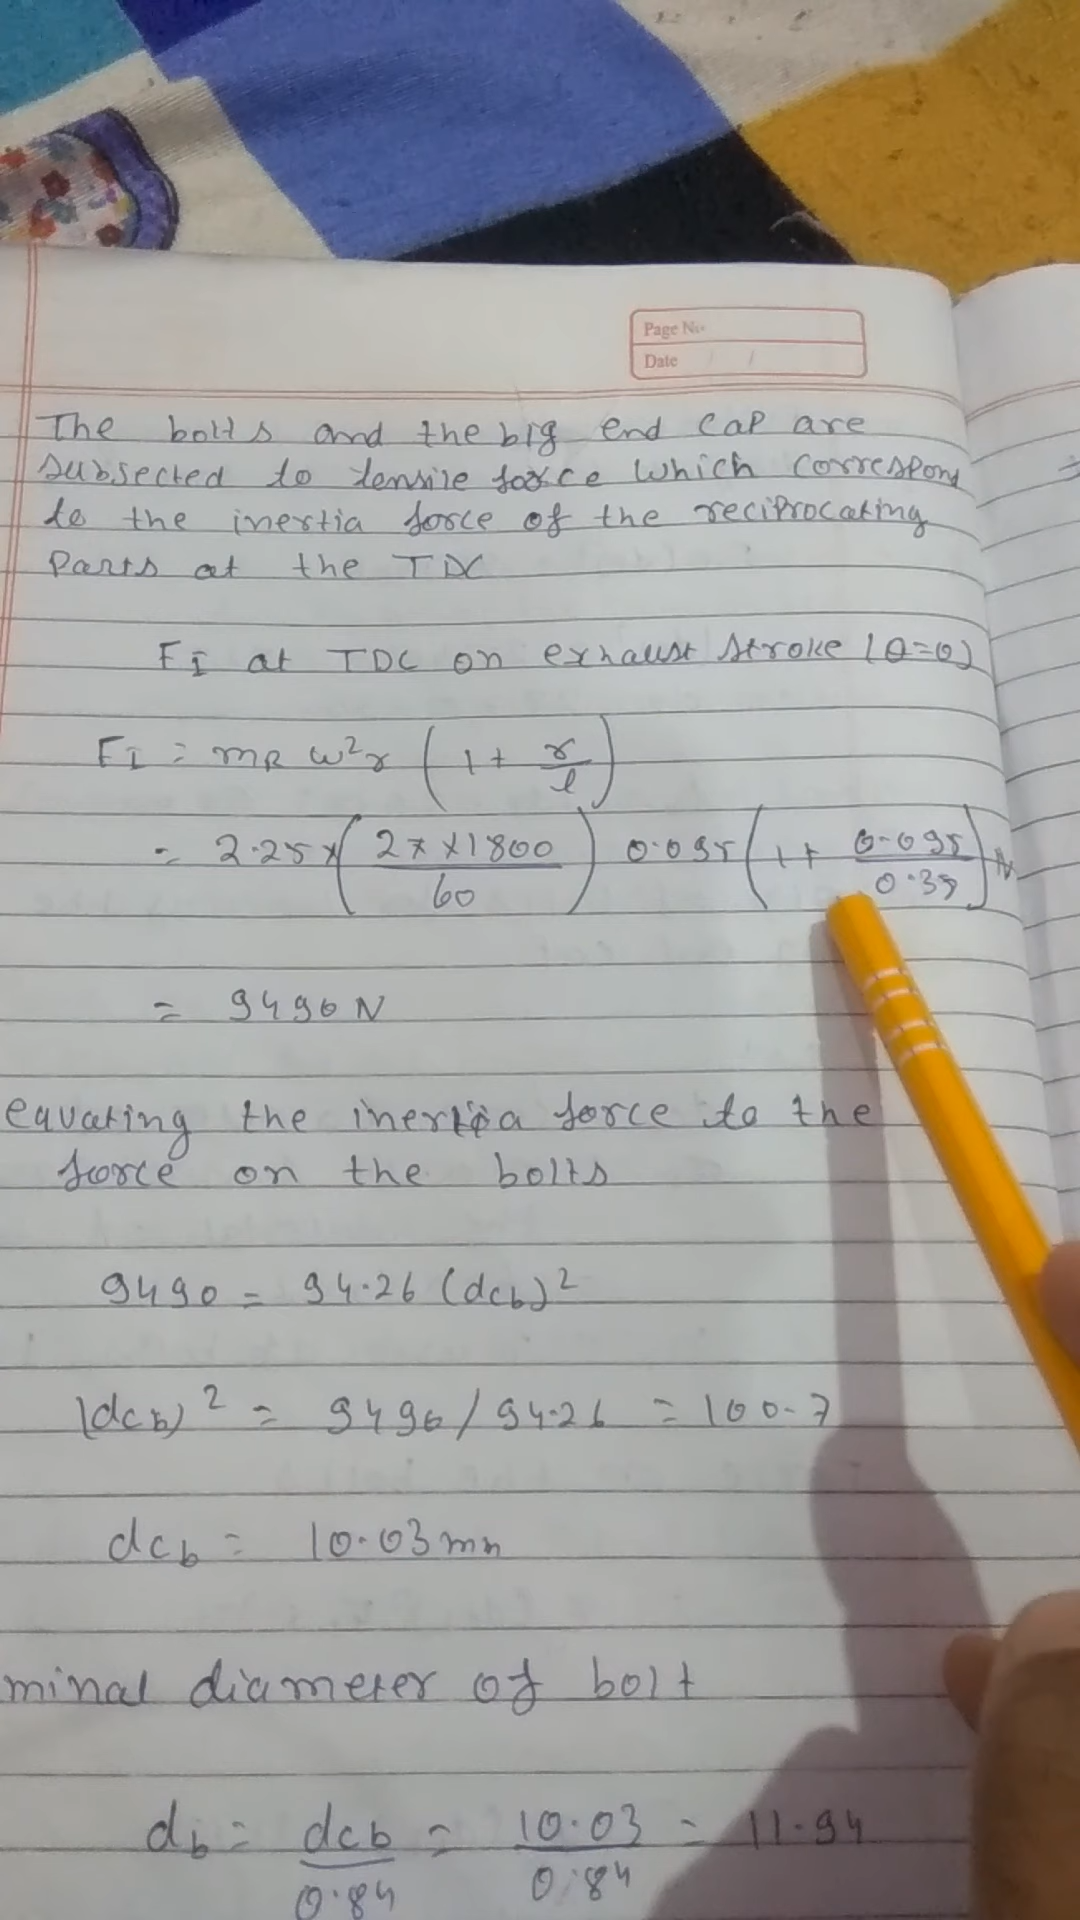 Page No.
Date / /
The bolts and the big end cap are
subsected to tensile force which correspond
to the inertia force of the reciprocating
Parts at the TDC
FI at TDC on exhaust stroke (θ=0)
FI = mR ω²r (1 + r/l)
= 2.25 × (2π × 1800 / 60) 0.095 (1 + 0.095 / 0.38) N
= 9490 N
equating the inertia force to the
force on the bolts
9490 = 94.26 (dcb)²
(dcb)² = 9490 / 94.26 = 100.7
dcb = 10.03 mm
minal diameter of bolt
db = dcb / 0.84 = 10.03 / 0.84 = 11.94